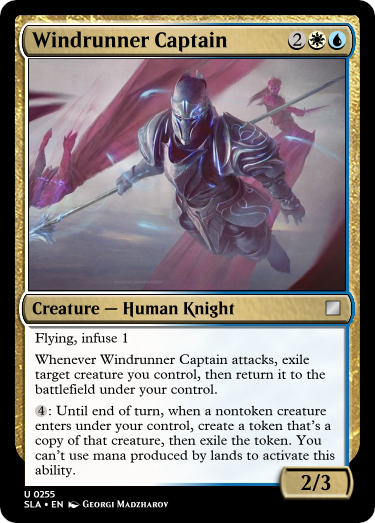 Windrunner Captain 2
Creature — Human Knight
Flying, infuse 1
Whenever Windrunner Captain attacks, exile
target creature you control, then return it to the
battlefield under your control.
4: Until end of turn, when a nontoken creature
enters under your control, create a token that's a
copy of that creature, then exile the token. You
can't use mana produced by lands to activate this
ability.
2/3
U 0255
SLA • EN Georgi Madzharov